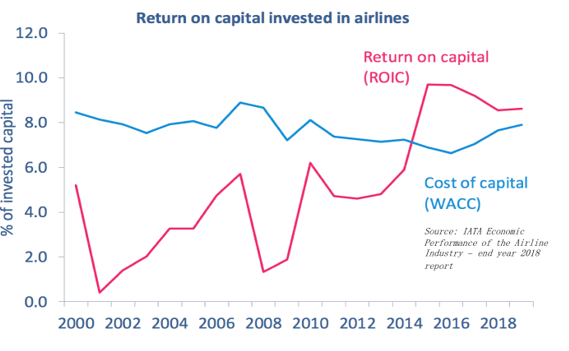 Return on capital invested in airlines
12.0
10.0
8.0
6.0
4.0
2.0
0.0
% of invested capital
Return on capital
(ROIC)
Cost of capital
(WACC)
Source: IATA Economic
Performance of the Airline
Industry – end year 2018
report
2000 2002 2004 2006 2008 2010 2012 2014 2016 2018